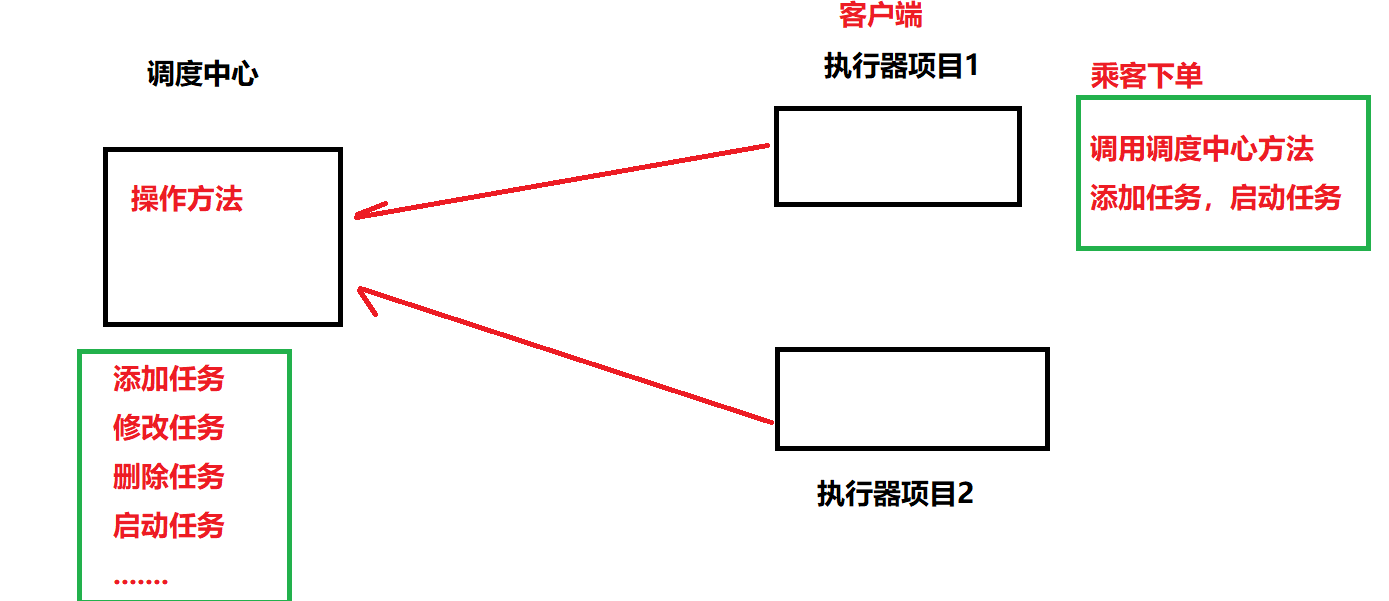 调度中心
操作方法
添加任务
修改任务
删除任务
启动任务
.......
客户端
执行器项目1
乘客下单
调用调度中心方法
添加任务，启动任务
执行器项目2